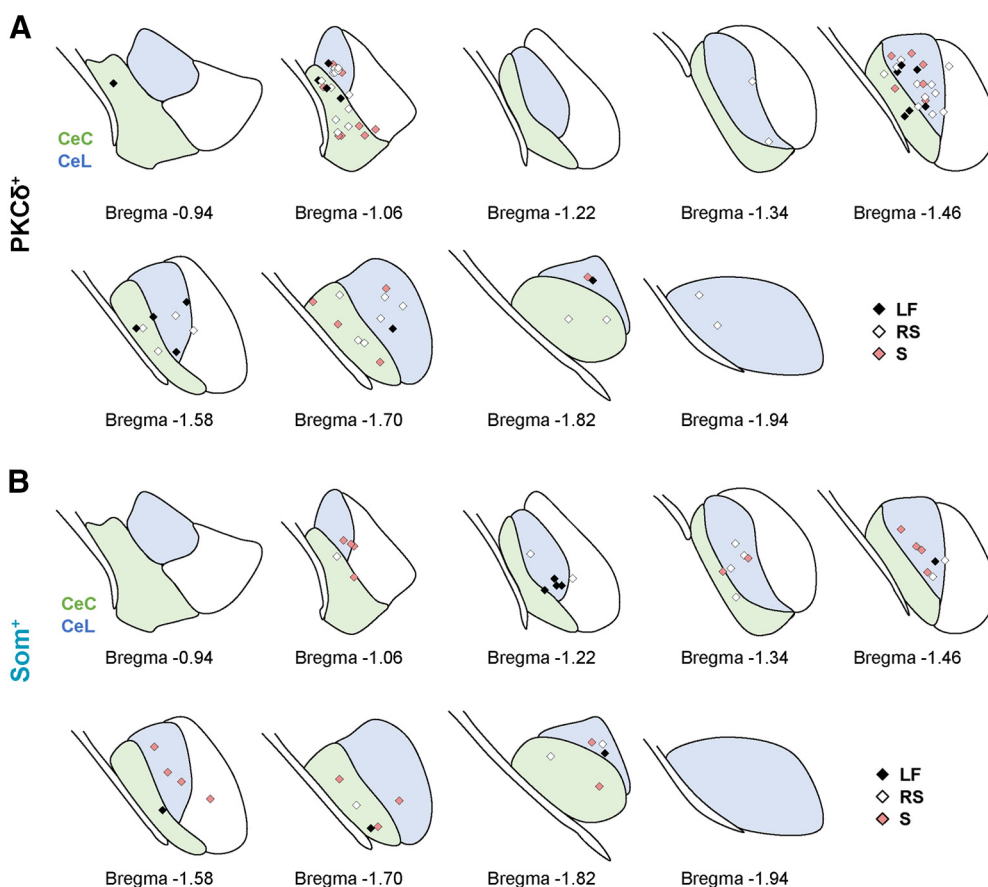 A
PKCδ⁺
CeC
CeL
Bregma -0.94
Bregma -1.06
Bregma -1.22
Bregma -1.34
Bregma -1.46
Bregma -1.58
Bregma -1.70
Bregma -1.82
Bregma -1.94
LF
RS
S
B
Som⁺
CeC
CeL
Bregma -0.94
Bregma -1.06
Bregma -1.22
Bregma -1.34
Bregma -1.46
Bregma -1.58
Bregma -1.70
Bregma -1.82
Bregma -1.94
LF
RS
S